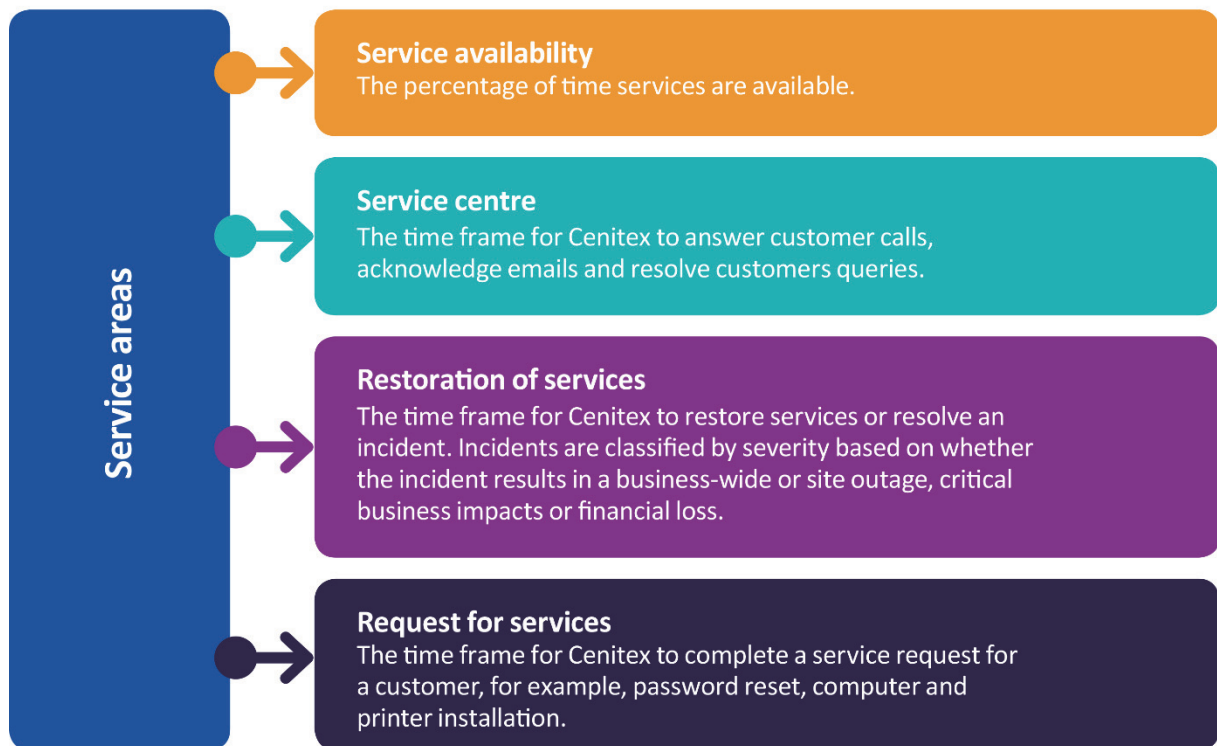 Service areas
Service availability
The percentage of time services are available.
Service centre
The time frame for Cenitex to answer customer calls,
acknowledge emails and resolve customers queries.
Restoration of services
The time frame for Cenitex to restore services or resolve an
incident. Incidents are classified by severity based on whether
the incident results in a business-wide or site outage, critical
business impacts or financial loss.
Request for services
The time frame for Cenitex to complete a service request for
a customer, for example, password reset, computer and
printer installation.